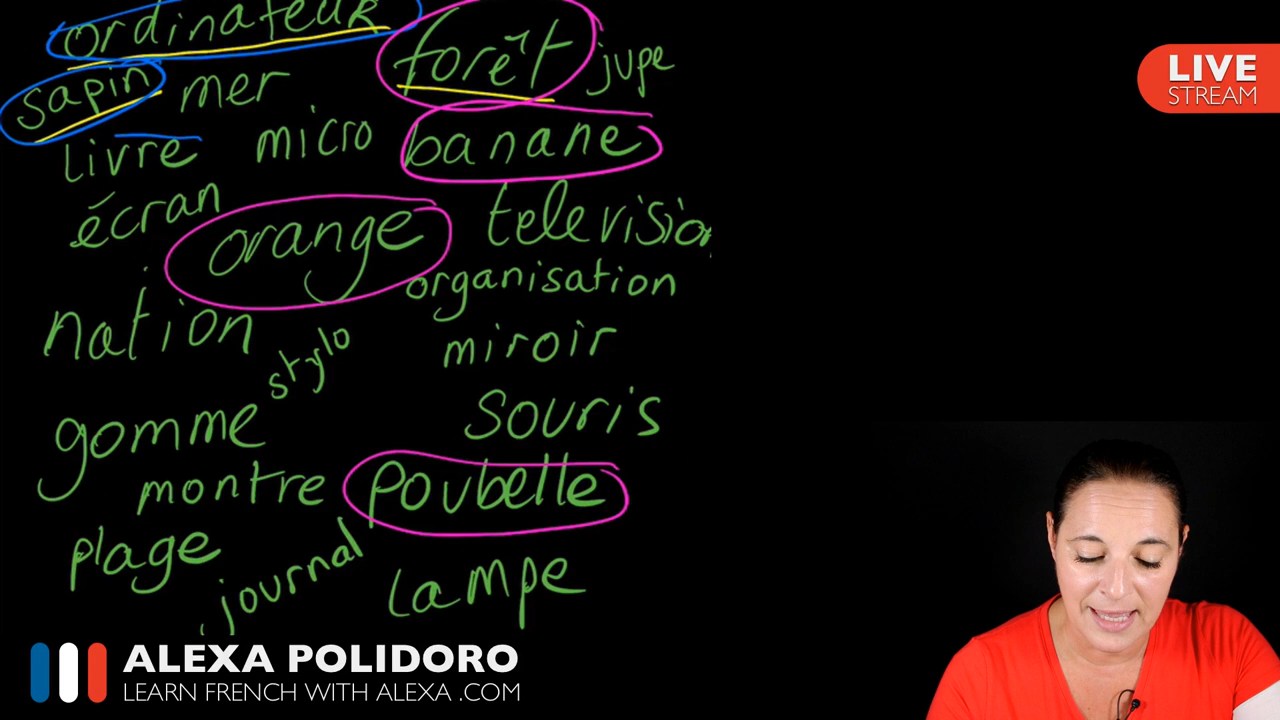 ordinateur
forêt
jupe
sapin
mer
livre
micro
banane
écran
orange
television
organisation
nation
stylo
miroir
gomme
souris
montre
poubelle
plage
journal
lampe
LIVE
STREAM
ALEXA POLIDORO
LEARN FRENCH WITH ALEXA .COM